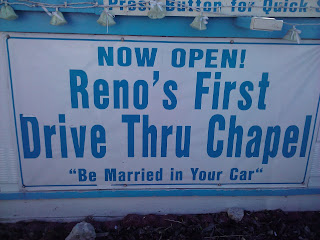 Press Button for Quick
NOW OPEN!
Reno's First
Drive Thru Chapel
"Be Married in Your Car"